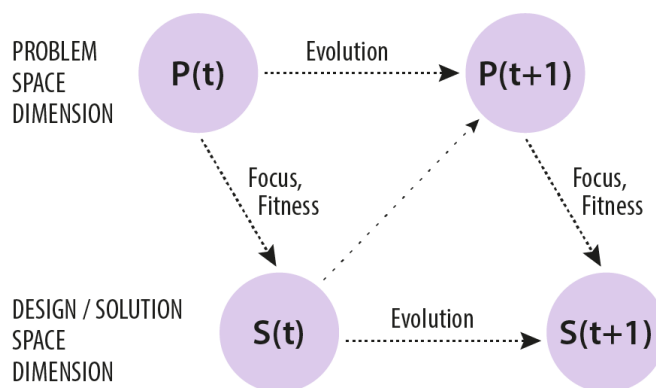 PROBLEM
SPACE
DIMENSION
P(t)
Evolution
P(t+1)
Focus,
Fitness
Focus,
Fitness
DESIGN / SOLUTION
SPACE
DIMENSION
S(t)
Evolution
S(t+1)